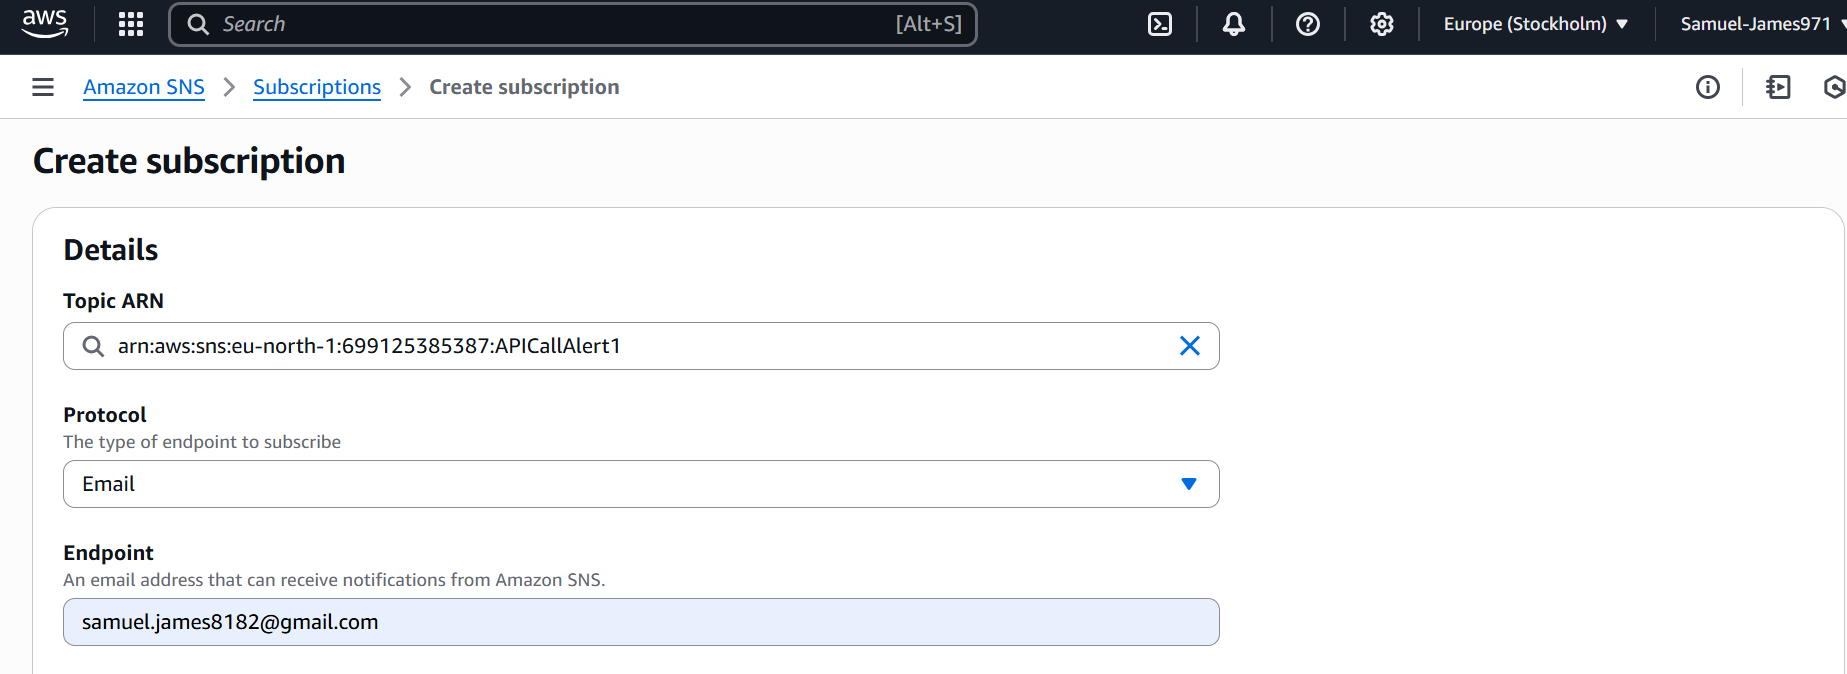 aws
Search [Alt+S] Europe (Stockholm) Samuel-James971
Amazon SNS Subscriptions Create subscription
Create subscription
Details
Topic ARN
arn:aws:sns:eu-north-1:699125385387:APICallAlert1
Protocol
The type of endpoint to subscribe
Email
Endpoint
An email address that can receive notifications from Amazon SNS.
samuel.james8182@gmail.com